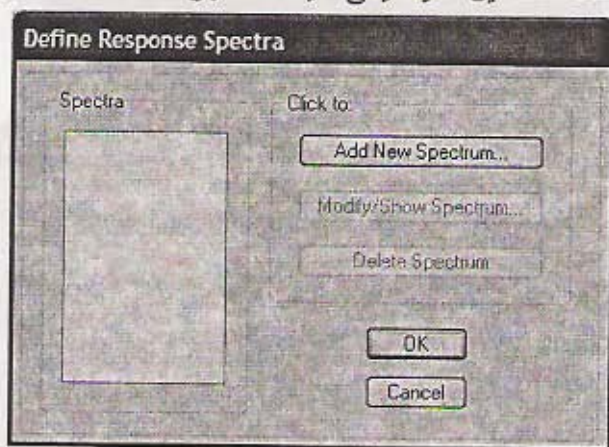 Define Response Spectra
Spectra
Click to:
Add New Spectrum...
Modify/Show Spectrum...
Delete Spectrum
OK
Cancel